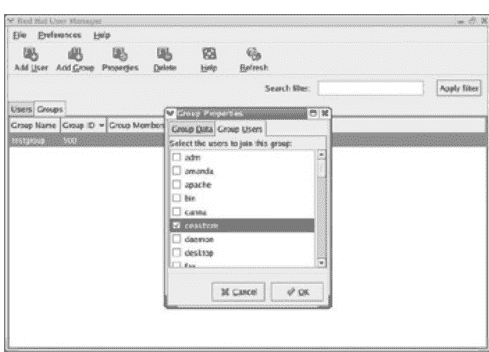 Red Hat User Manager
File Preferences Help
Add User Add Group Properties Delete Help Refresh
Search filter: Apply filter
Users Groups
Group Name Group ID Group Members
testgroup 500
Group Properties
Group Data Group Users
Select the users to join this group:
adm
amanda
apache
bin
canna
daemon
desktop
Cancel OK